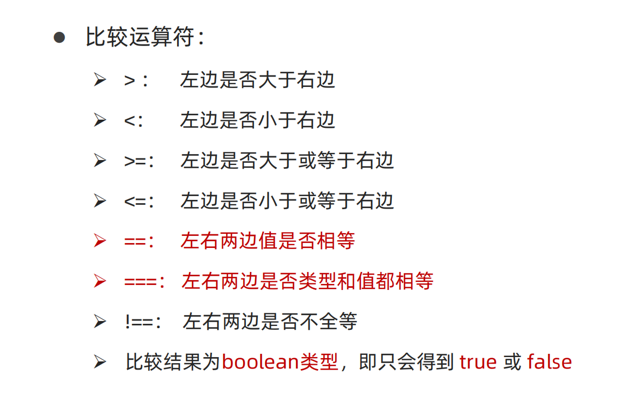 ● 比较运算符：
➢ > ： 左边是否大于右边
➢ <： 左边是否小于右边
➢ >=： 左边是否大于或等于右边
➢ <=： 左边是否小于或等于右边
➢ ==： 左右两边值是否相等
➢ ===： 左右两边是否类型和值都相等
➢ !==： 左右两边是否不全等
➢ 比较结果为boolean类型，即只会得到 true 或 false